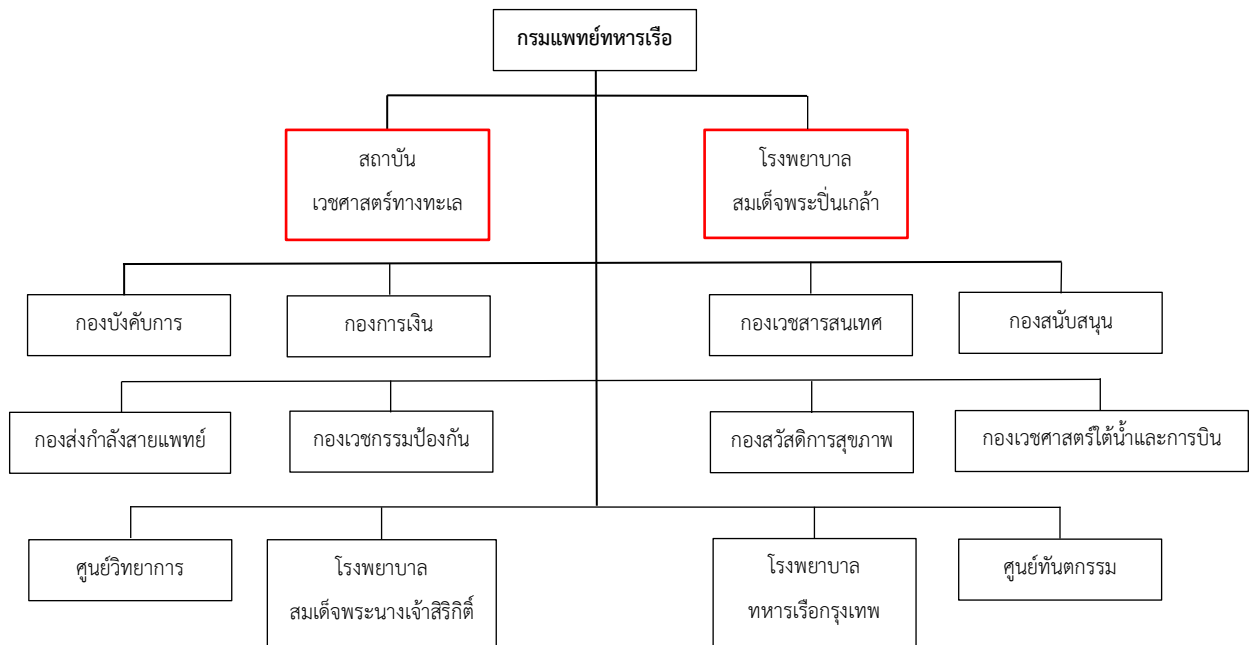 กรมแพทย์ทหารเรือ
สถาบัน
เวชศาสตร์ทางทะเล
โรงพยาบาล
สมเด็จพระปิ่นเกล้า
กองบังคับการ
กองการเงิน
กองเวชสารสนเทศ
กองสนับสนุน
กองส่งกำลังสายแพทย์
กองเวชกรรมป้องกัน
กองสวัสดิการสุขภาพ
กองเวชศาสตร์ใต้น้ำและการบิน
ศูนย์วิทยาการ
โรงพยาบาล
สมเด็จพระนางเจ้าสิริกิติ์
โรงพยาบาล
ทหารเรือกรุงเทพ
ศูนย์ทันตกรรม